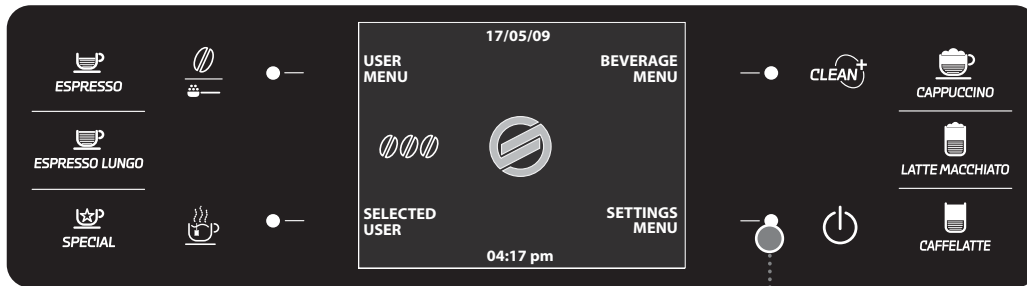 17/05/09
USER
MENU
BEVERAGE
MENU
ESPRESSO
CLEAN+
CAPPUCCINO
ESPRESSO LUNGO
LATTE MACCHIATO
SELECTED
USER
SETTINGS
MENU
SPECIAL
CAFFELATTE
04:17 pm